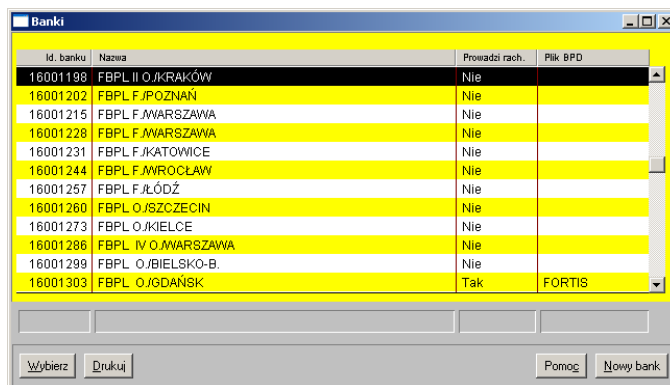 Banki
Id. banku Nazwa Prowadzi rach. Plik BPD
16001198 FBPL II O./KRAKÓW Nie
16001202 FBPL F./POZNAŃ Nie
16001215 FBPL F./WARSZAWA Nie
16001228 FBPL F./WARSZAWA Nie
16001231 FBPL F./KATOWICE Nie
16001244 FBPL F./WROCŁAW Nie
16001257 FBPL F./ŁÓDŹ Nie
16001260 FBPL O./SZCZECIN Nie
16001273 FBPL O./KIELCE Nie
16001286 FBPL IV O./WARSZAWA Nie
16001299 FBPL O./BIELSKO-B. Nie
16001303 FBPL O./GDAŃSK Tak FORTIS
Wybierz Drukuj Pomoc Nowy bank